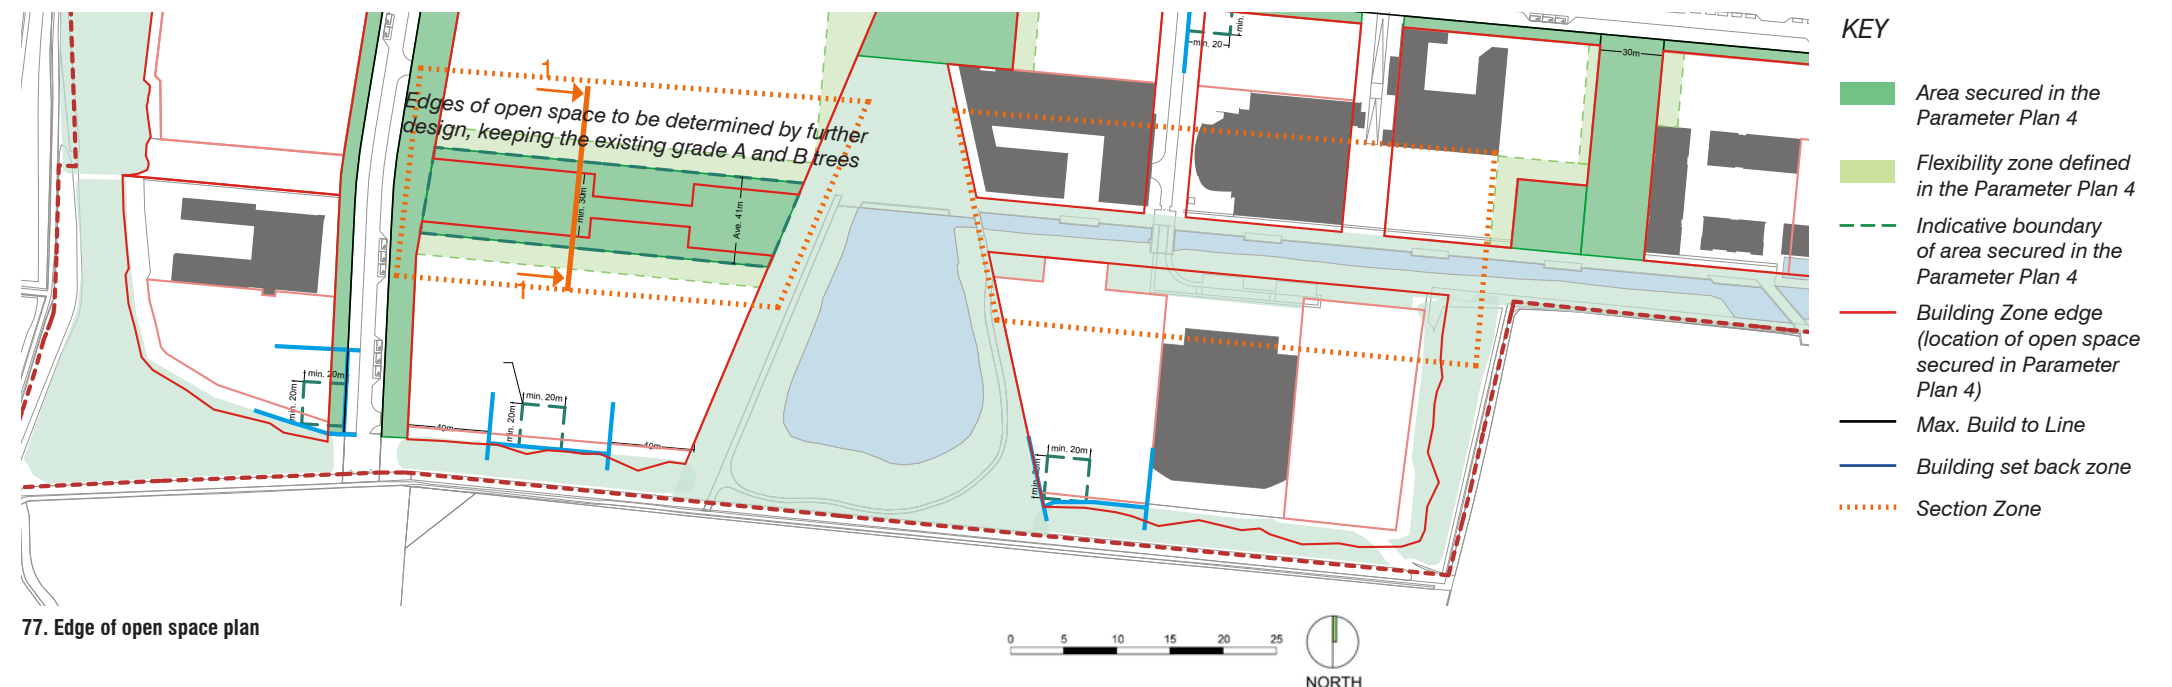 min.
min. 20
30m
1
Edges of open space to be determined by further
design, keeping the existing grade A and B trees
min. 30m
Ave. 41m
1
min. 20m
min. 20m
min. 20m
min. 20m
40m
40m
min. 20m
KEY
Area secured in the
Parameter Plan 4
Flexibility zone defined
in the Parameter Plan 4
Indicative boundary
of area secured in the
Parameter Plan 4
Building Zone edge
(location of open space
secured in Parameter
Plan 4)
Max. Build to Line
Building set back zone
Section Zone
77. Edge of open space plan
0 5 10 15 20 25
NORTH